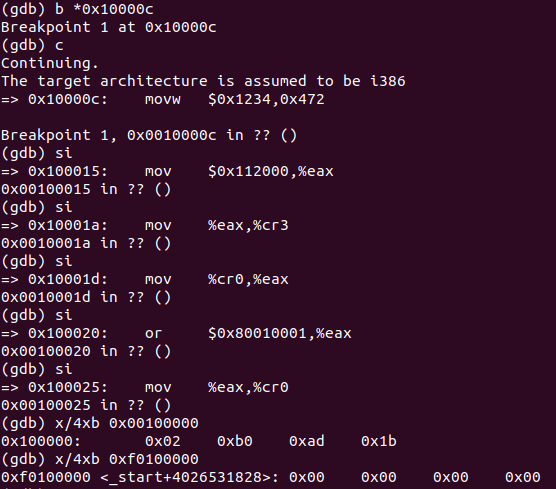 (gdb) b *0x10000c
Breakpoint 1 at 0x10000c
(gdb) c
Continuing.
The target architecture is assumed to be i386
=> 0x10000c:    movw   $0x1234,0x472

Breakpoint 1, 0x0010000c in ?? ()
(gdb) si
=> 0x100015:    mov    $0x112000,%eax
0x00100015 in ?? ()
(gdb) si
=> 0x10001a:    mov    %eax,%cr3
0x0010001a in ?? ()
(gdb) si
=> 0x10001d:    mov    %cr0,%eax
0x0010001d in ?? ()
(gdb) si
=> 0x100020:    or     $0x80010001,%eax
0x00100020 in ?? ()
(gdb) si
=> 0x100025:    mov    %eax,%cr0
0x00100025 in ?? ()
(gdb) x/4xb 0x00100000
0x100000:       0x02    0xb0    0xad    0x1b
(gdb) x/4xb 0xf0100000
0xf0100000 <_start+4026531828>: 0x00    0x00    0x00    0x00